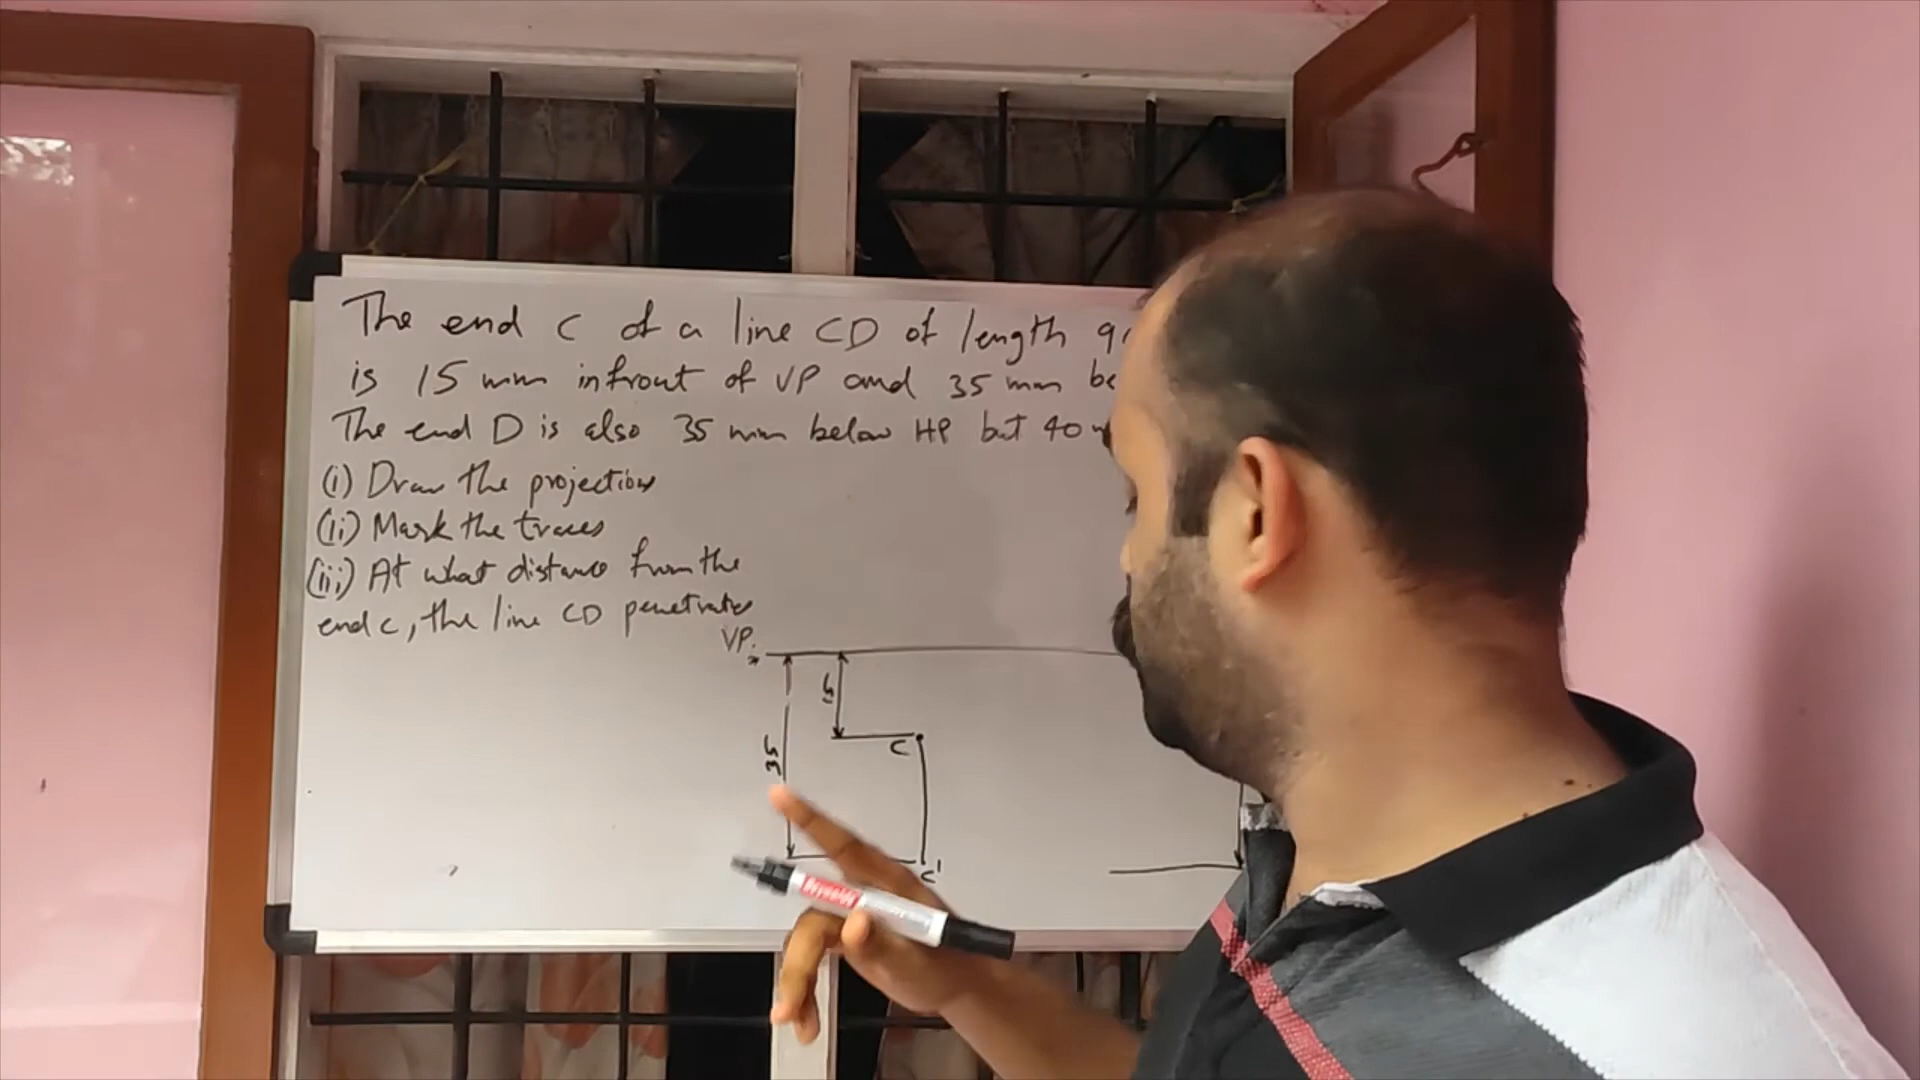 The end C of a line CD of length
is 15 mm infront of VP and 35 mm be
The end D is also 35 mm below HP but 40
(i) Draw the projections
(ii) Mark the traces
(iii) At what distance from the
end c, the line CD penetrates
VP.
15
C
35
C'